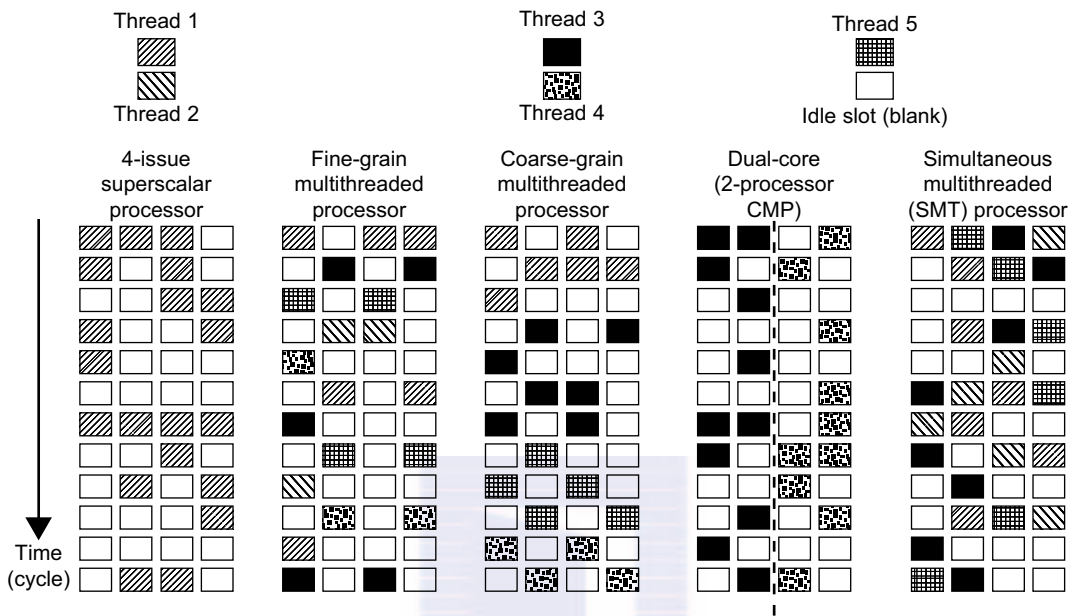 Thread 1
Thread 2
Thread 3
Thread 4
Thread 5
Idle slot (blank)
4-issue
superscalar
processor
Fine-grain
multithreaded
processor
Coarse-grain
multithreaded
processor
Dual-core
(2-processor
CMP)
Simultaneous
multithreaded
(SMT) processor
Time
(cycle)